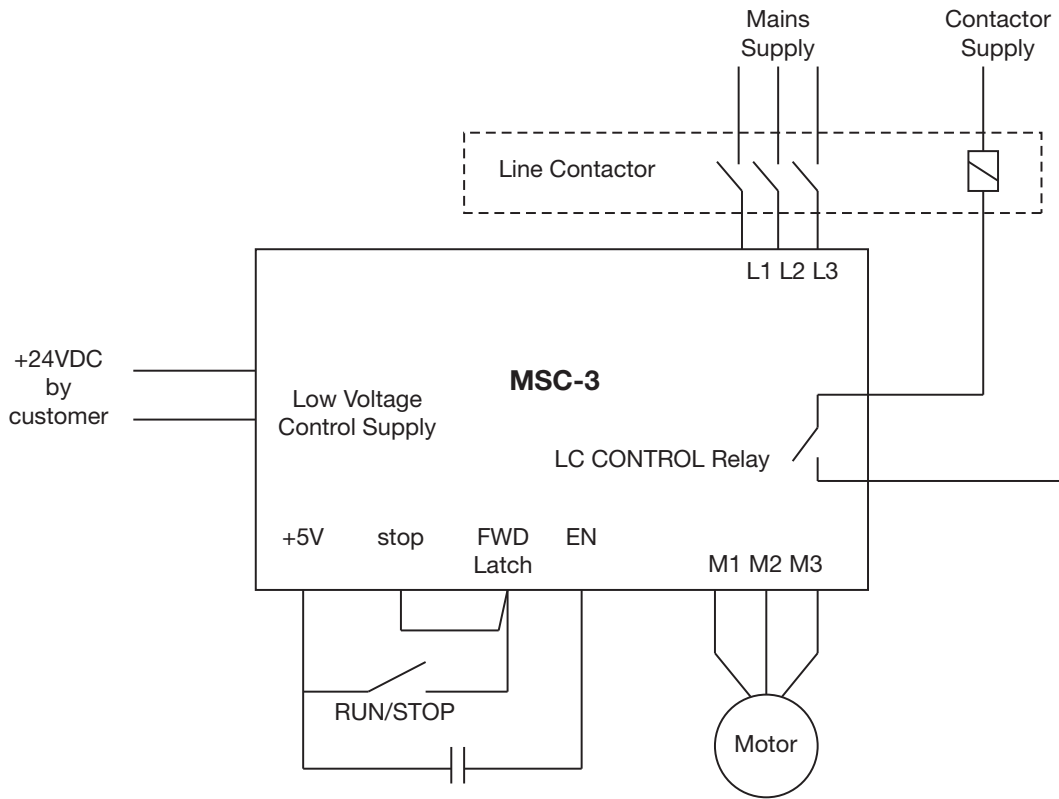 Mains
Supply
Contactor
Supply
Line Contactor
L1 L2 L3
+24VDC
by
customer
MSC-3
Low Voltage
Control Supply
LC CONTROL Relay
+5V
stop
FWD
Latch
EN
M1 M2 M3
RUN/STOP
Motor